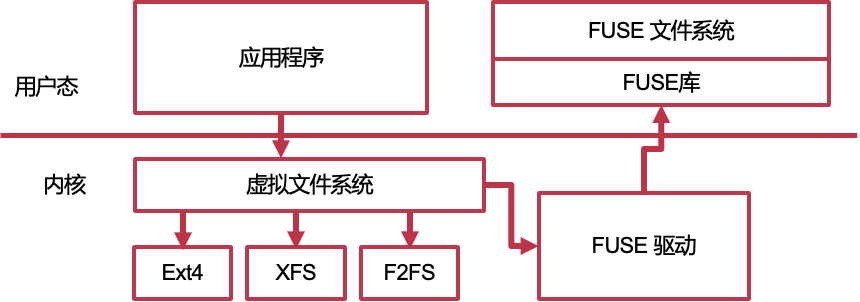 应用程序
FUSE 文件系统
FUSE库
用户态
内核
虚拟文件系统
FUSE 驱动
Ext4
XFS
F2FS